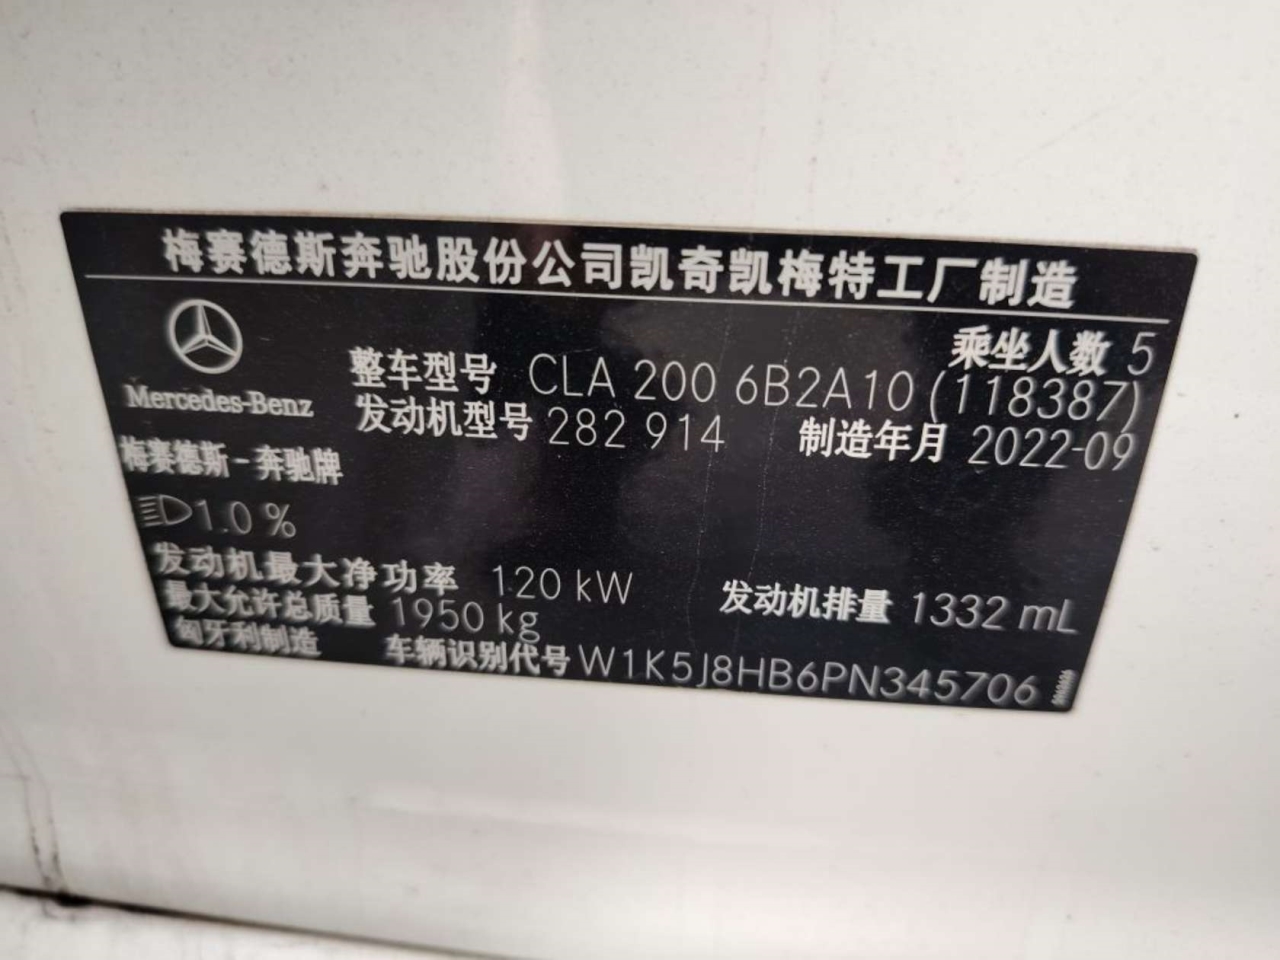 梅赛德斯奔驰股份公司凯奇凯梅特工厂制造
乘坐人数 5
Mercedes-Benz
整车型号 CLA 200 6B2A10 (118387)
发动机型号 282 914 制造年月 2022-09
梅赛德斯-奔驰牌
1.0 %
发动机最大净功率 120 kW 发动机排量 1332 mL
最大允许总质量 1950 kg
匈牙利制造 车辆识别代号 W1K5J8HB6PN345706